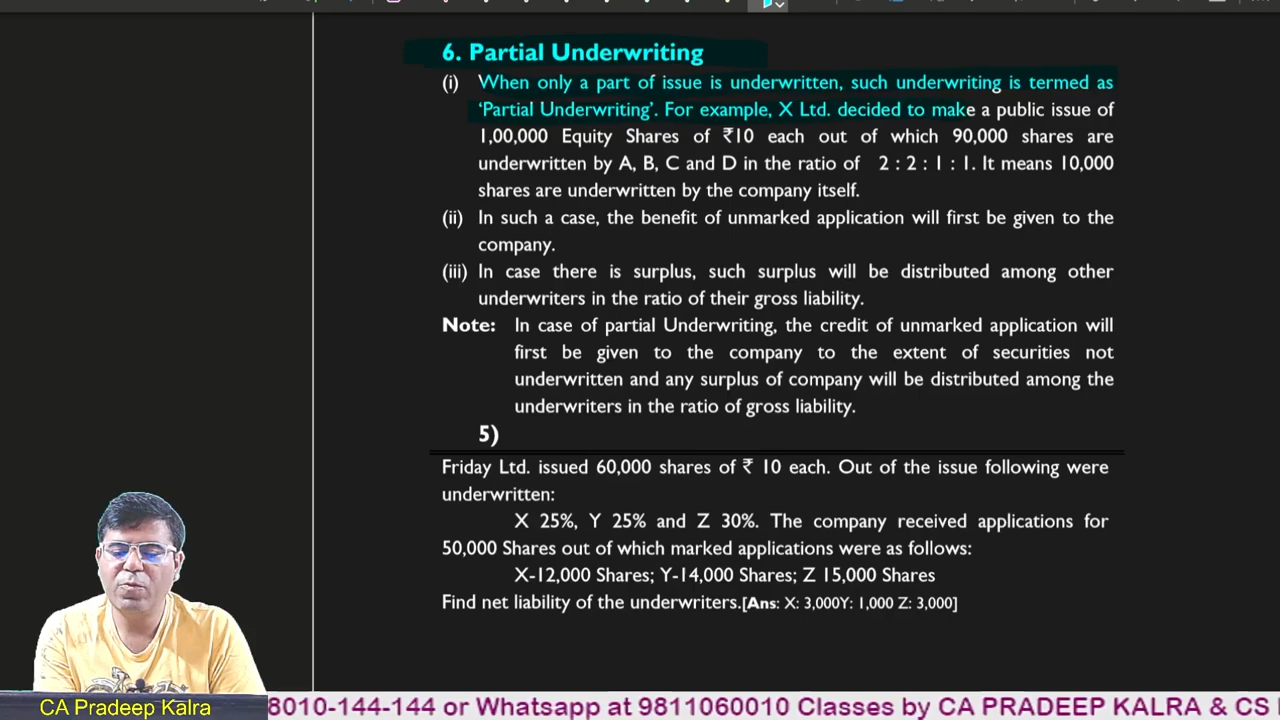 6. Partial Underwriting
(i) When only a part of issue is underwritten, such underwriting is termed as
‘Partial Underwriting’. For example, X Ltd. decided to make a public issue of
1,00,000 Equity Shares of ₹10 each out of which 90,000 shares are
underwritten by A, B, C and D in the ratio of 2 : 2 : 1 : 1. It means 10,000
shares are underwritten by the company itself.
(ii) In such a case, the benefit of unmarked application will first be given to the
company.
(iii) In case there is surplus, such surplus will be distributed among other
underwriters in the ratio of their gross liability.
Note: In case of partial Underwriting, the credit of unmarked application will
first be given to the company to the extent of securities not
underwritten and any surplus of company will be distributed among the
underwriters in the ratio of gross liability.
5)
Friday Ltd. issued 60,000 shares of ₹ 10 each. Out of the issue following were
underwritten:
X 25%, Y 25% and Z 30%. The company received applications for
50,000 Shares out of which marked applications were as follows:
X-12,000 Shares; Y-14,000 Shares; Z 15,000 Shares
Find net liability of the underwriters.[Ans: X: 3,000Y: 1,000 Z: 3,000]
CA Pradeep Kalra
8010-144-144 or Whatsapp at 9811060010 Classes by CA PRADEEP KALRA & CS